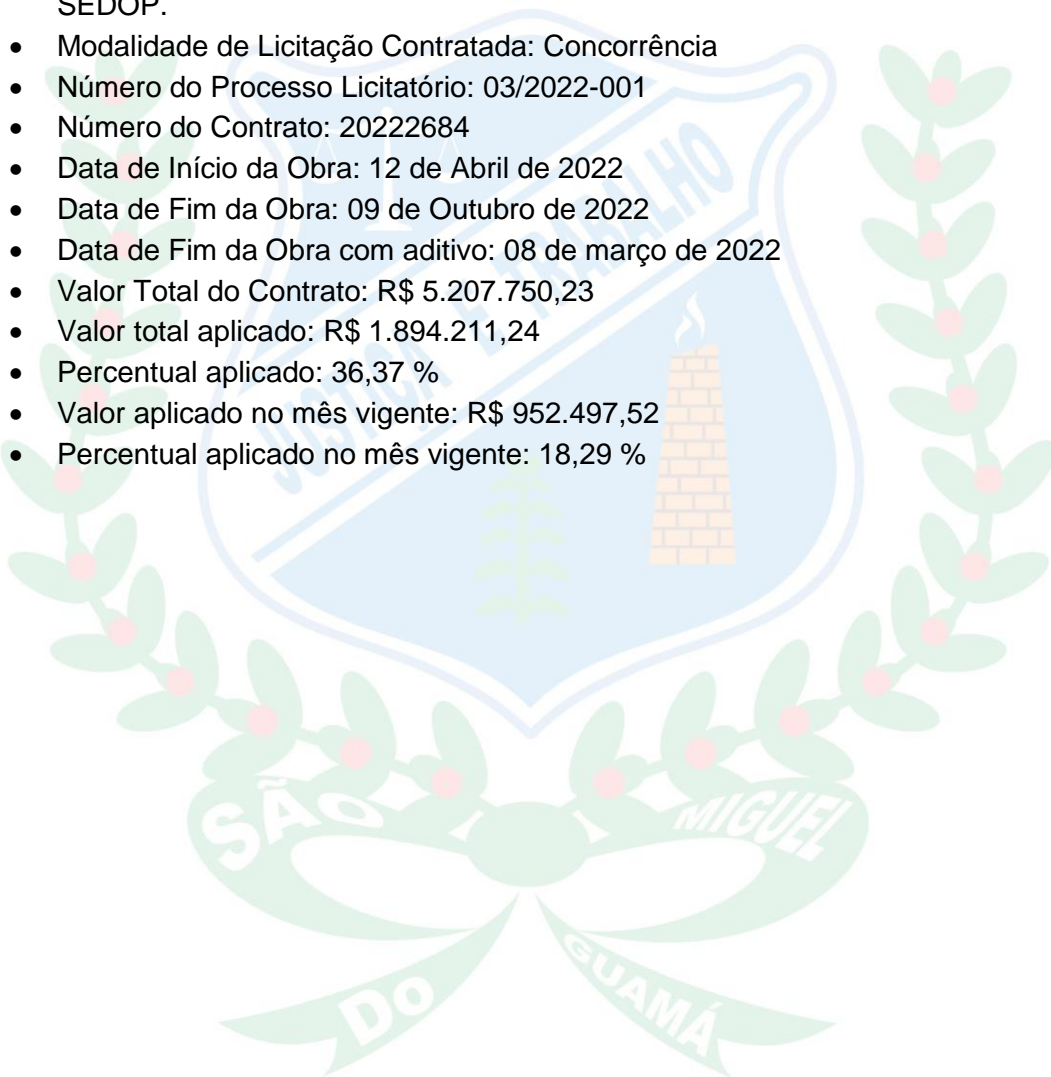 SEDOP.
• Modalidade de Licitação Contratada: Concorrência
• Número do Processo Licitatório: 03/2022-001
• Número do Contrato: 20222684
• Data de Início da Obra: 12 de Abril de 2022
• Data de Fim da Obra: 09 de Outubro de 2022
• Data de Fim da Obra com aditivo: 08 de março de 2022
• Valor Total do Contrato: R$ 5.207.750,23
• Valor total aplicado: R$ 1.894.211,24
• Percentual aplicado: 36,37 %
• Valor aplicado no mês vigente: R$ 952.497,52
• Percentual aplicado no mês vigente: 18,29 %
JUSTIÇA E TRABALHO
SÃO MIGUEL
DO GUAMÁ